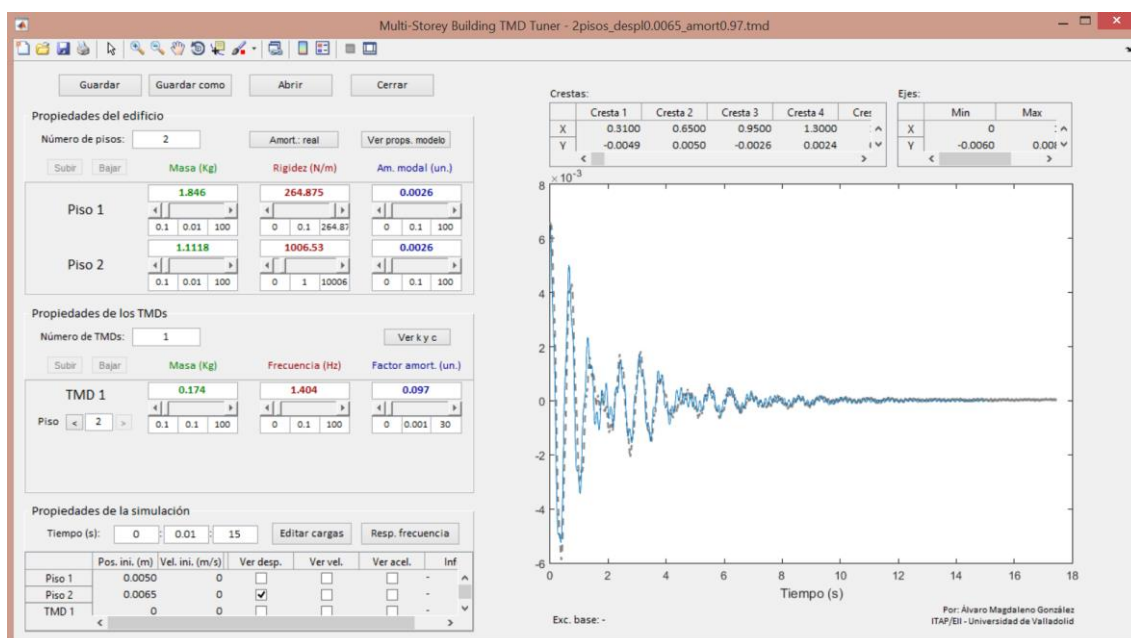 Multi-Storey Building TMD Tuner - 2pisos_despl0.0065_amort0.97.tmd
Guardar Guardar como Abrir Cerrar
Propiedades del edificio
Número de pisos: 2 Amort.: real Ver props. modelo
Subir Bajar Masa (Kg) Rigidez (N/m) Am. modal (un.)
1.846 264.875 0.0026
Piso 1
0.1 0.01 100 0 0.1 264.87 0 0.1 100
1.1118 1006.53 0.0026
Piso 2
0.1 0.01 100 0 1 10006 0 0.1 100
Propiedades de los TMDs
Número de TMDs: 1 Ver k y c
Subir Bajar Masa (Kg) Frecuencia (Hz) Factor amort. (un.)
TMD 1 0.174 1.404 0.097
Piso < 2 > 0.1 0.1 100 0 0.1 100 0 0.001 30
Propiedades de la simulación
Tiempo (s): 0 : 0.01 : 15 Editar cargas Resp. frecuencia
Pos. ini. (m) Vel. ini. (m/s) Ver desp. Ver vel. Ver acel. Inf
Piso 1 0.0050 0 -
Piso 2 0.0065 0 -
TMD 1 0 0 -
Crestas:
Cresta 1 Cresta 2 Cresta 3 Cresta 4 Cres
X 0.3100 0.6500 0.9500 1.3000
Y -0.0049 0.0050 -0.0026 0.0024
Ejes:
Min Max
X 0
Y -0.0060 0.00
× 10⁻³
8
6
4
2
0
-2
-4
-6
0 2 4 6 8 10 12 14 16 18
Tiempo (s)
Exc. base: -
Por: Álvaro Magdaleno González
ITAP/EII - Universidad de Valladolid